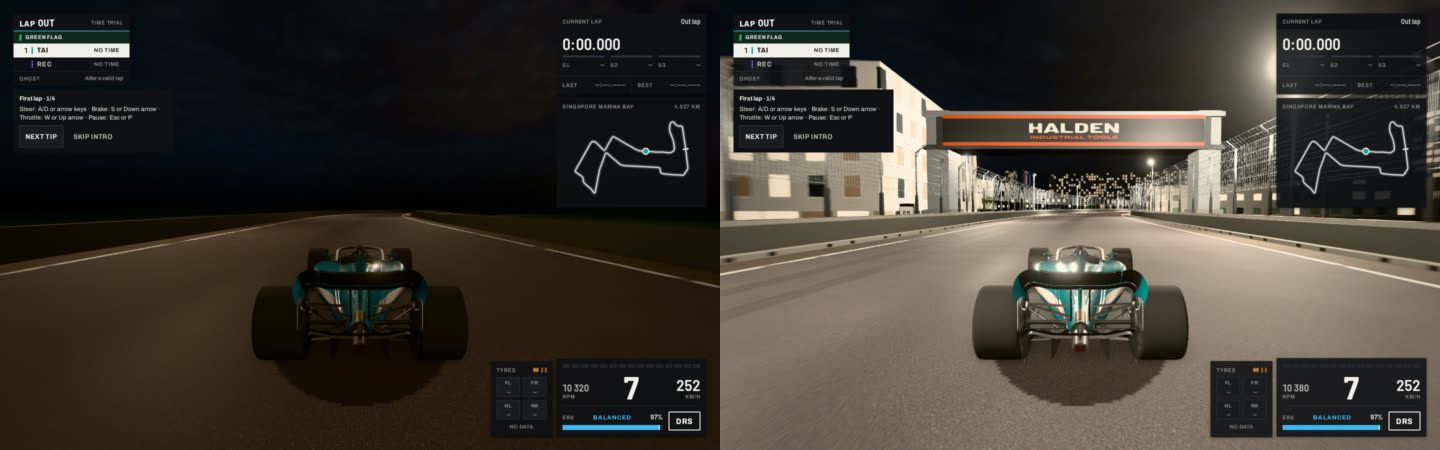 LAP OUT TIME TRIAL
GREEN FLAG
1 TAI NO TIME
REC NO TIME
GHOST After a valid lap
First lap · 1/4
Steer: A/D or arrow keys · Brake: S or Down arrow ·
Throttle: W or Up arrow · Pause: Esc or P
NEXT TIP SKIP INTRO
CURRENT LAP Out lap
0:00.000
S1 – S2 – S3 –
LAST –:––.––– BEST –:––.–––
SINGAPORE MARINA BAY 4.927 KM
TYRES M
FL – FR –
RL – RR –
NO DATA
10 320 RPM 7 252 KM/H
ERS BALANCED 97% DRS
LAP OUT TIME TRIAL
GREEN FLAG
1 TAI NO TIME
REC NO TIME
GHOST After a valid lap
First lap · 1/4
Steer: A/D or arrow keys · Brake: S or Down arrow ·
Throttle: W or Up arrow · Pause: Esc or P
NEXT TIP SKIP INTRO
HALDEN
INDUSTRIAL TOOLS
CURRENT LAP Out lap
0:00.000
S1 – S2 – S3 –
LAST –:––.––– BEST –:––.–––
SINGAPORE MARINA BAY 4.927 KM
TYRES M
FL – FR –
RL – RR –
NO DATA
10 380 RPM 7 252 KM/H
ERS BALANCED 97% DRS